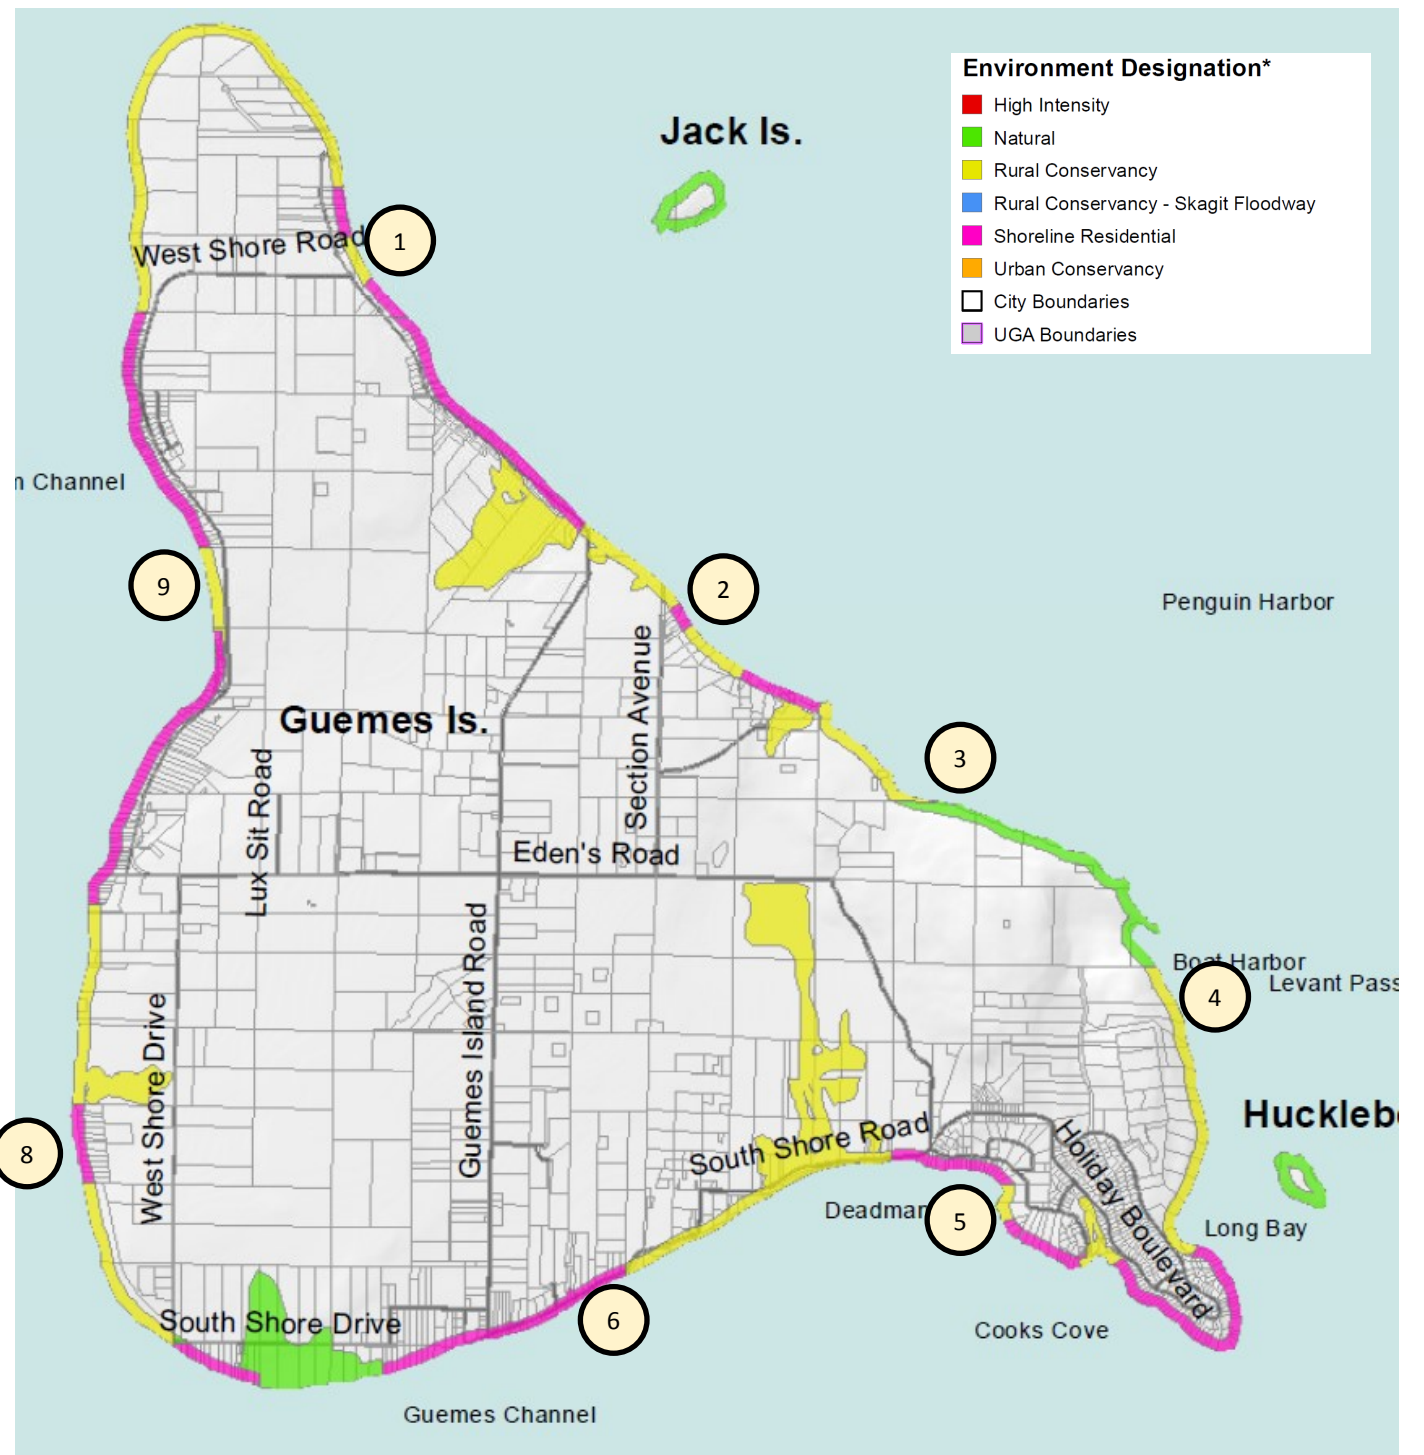 Environment Designation*
High Intensity
Natural
Rural Conservancy
Rural Conservancy - Skagit Floodway
Shoreline Residential
Urban Conservancy
City Boundaries
UGA Boundaries
Jack Is.
West Shore Road
1
Channel
9
2
Penguin Harbor
Section Avenue
Guemes Is.
3
Lux Sit Road
Eden's Road
Guemes Island Road
Boat Harbor
Levant Pass
4
West Shore Drive
Huckleb
8
South Shore Road
Holiday Boulevard
Deadman
5
Long Bay
6
South Shore Drive
Cooks Cove
Guemes Channel